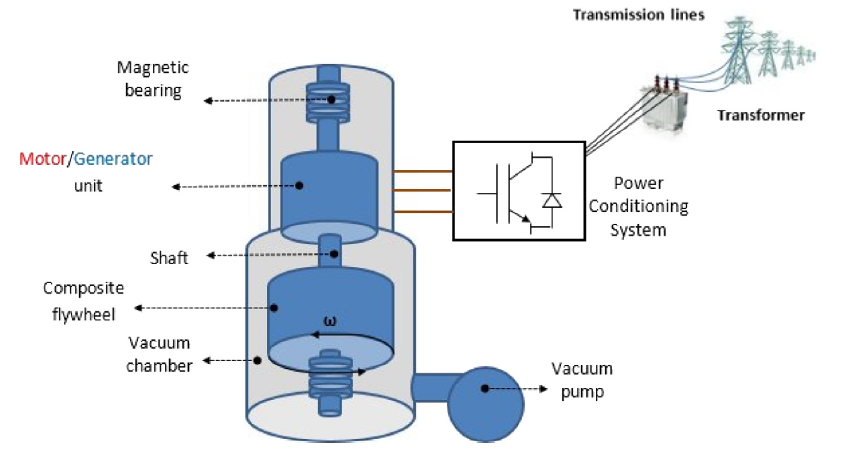 Transmission lines
Magnetic
bearing
Transformer
Motor/Generator
unit
Power
Conditioning
System
Shaft
Composite
flywheel
ω
Vacuum
chamber
Vacuum
pump